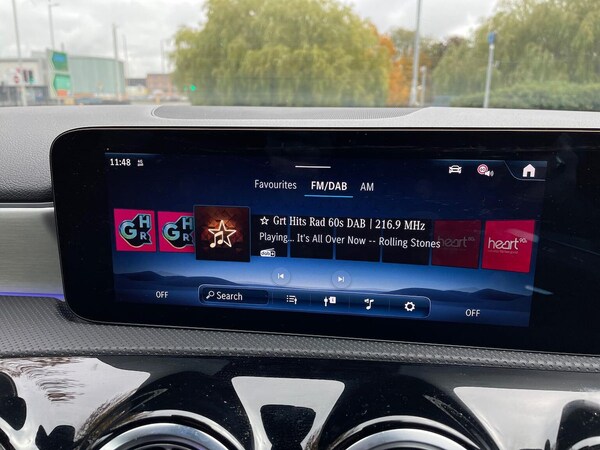 11:48
Favourites FM/DAB AM
GHR GHR
☆ Grt Hits Rad 60s DAB | 216.9 MHz
Playing... It's All Over Now -- Rolling Stones
heart heart
OFF Search OFF